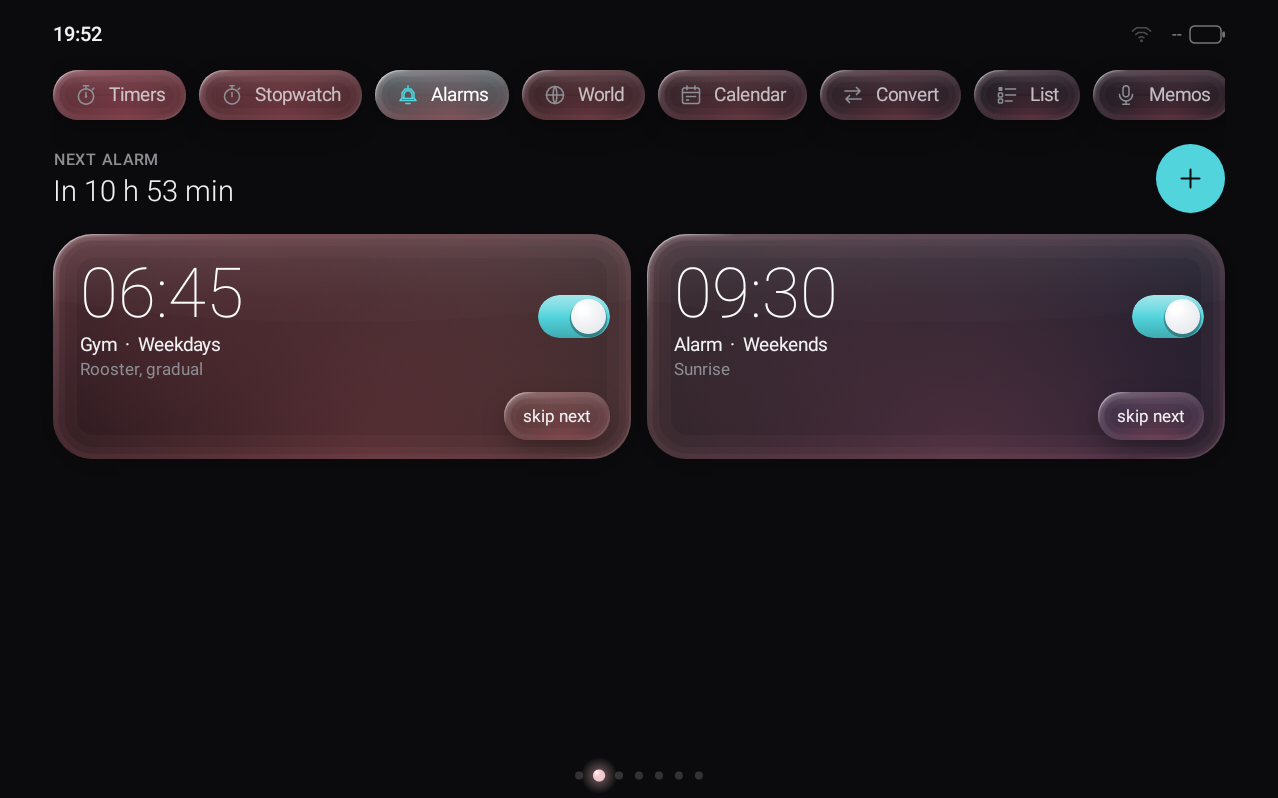 19:52 --
Timers Stopwatch Alarms World Calendar Convert List Memos
NEXT ALARM
In 10 h 53 min
06:45
Gym · Weekdays
Rooster, gradual
skip next
09:30
Alarm · Weekends
Sunrise
skip next